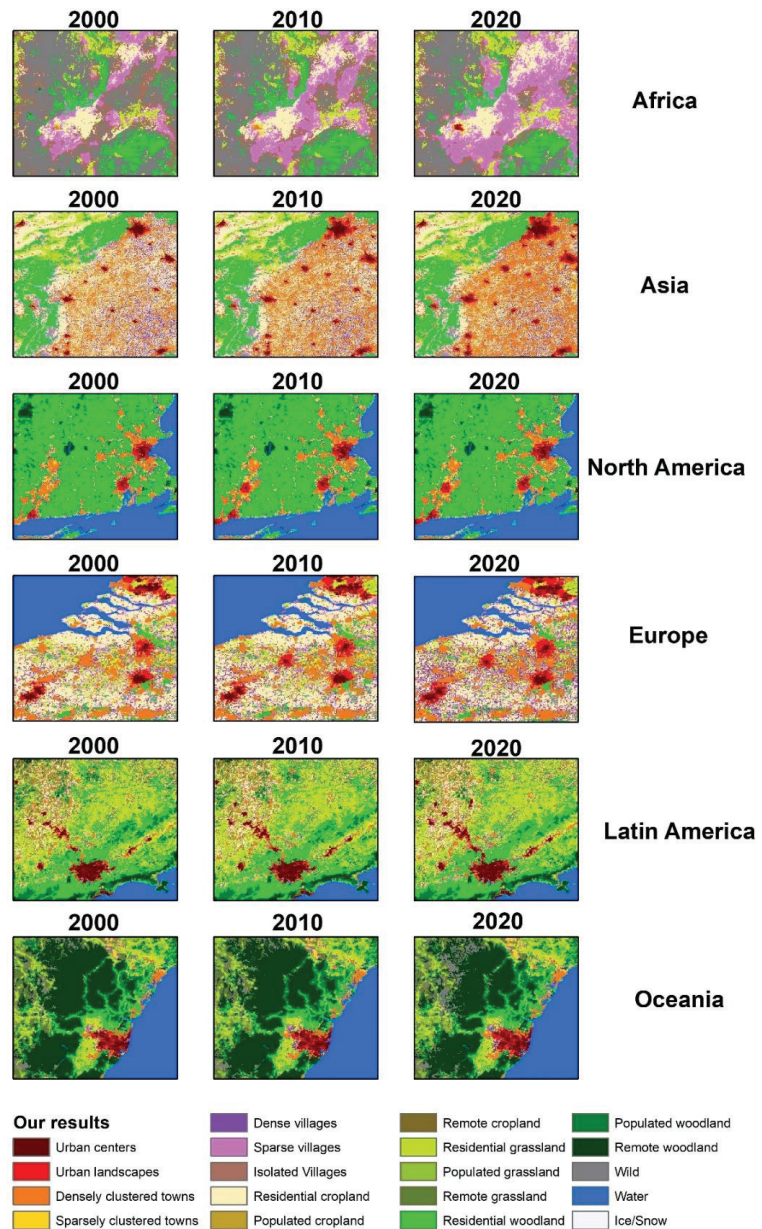 2000 2010 2020
Africa
2000 2010 2020
Asia
2000 2010 2020
North America
2000 2010 2020
Europe
2000 2010 2020
Latin America
2000 2010 2020
Oceania
Our results
Urban centers
Urban landscapes
Densely clustered towns
Sparsely clustered towns
Dense villages
Sparse villages
Isolated Villages
Residential cropland
Populated cropland
Remote cropland
Residential grassland
Populated grassland
Remote grassland
Residential woodland
Populated woodland
Remote woodland
Wild
Water
Ice/Snow